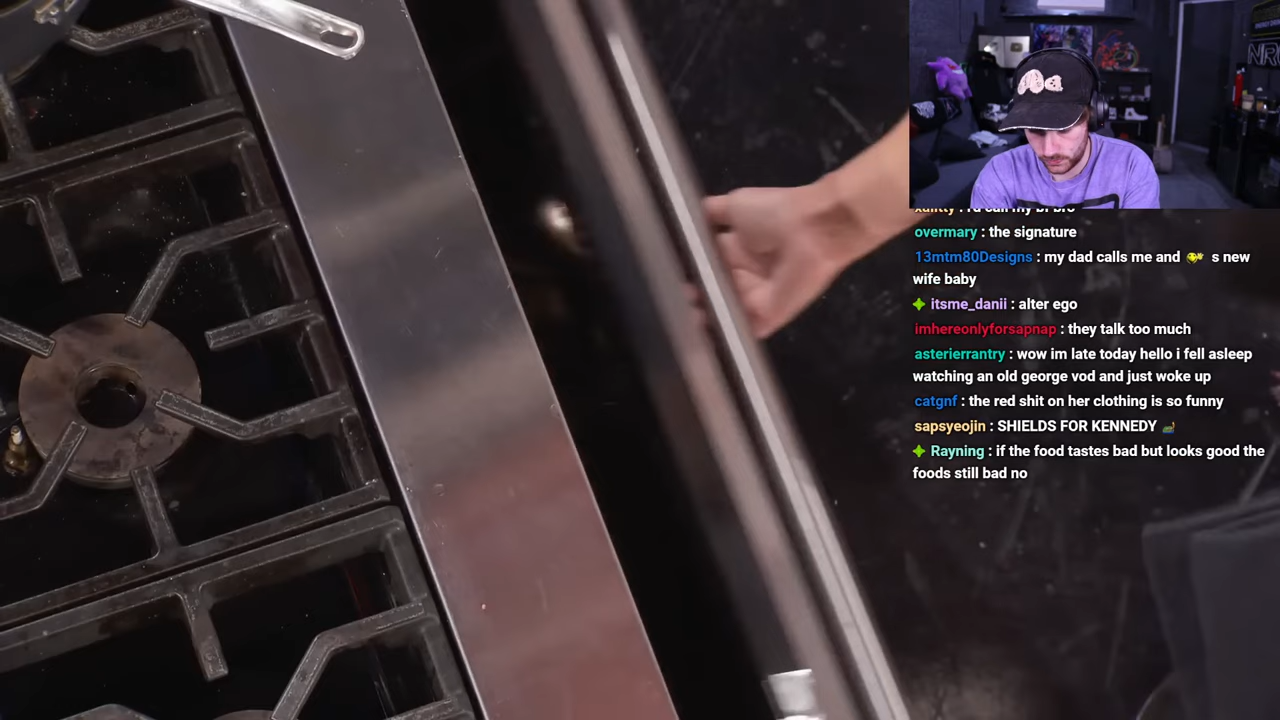 overmary : the signature
13mtm80Designs : my dad calls me and s new
wife baby
itsme_danii : alter ego
imhereonlyforsapnap : they talk too much
asterierrantry : wow im late today hello i fell asleep
watching an old george vod and just woke up
catgnf : the red shit on her clothing is so funny
sapsyeojin : SHIELDS FOR KENNEDY
Rayning : if the food tastes bad but looks good the
foods still bad no